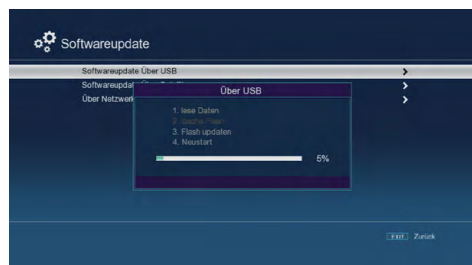 Softwareupdate
Softwareupdate Über USB
Softwareupdat
Über Netzwerk
Über USB
1. lese Daten
2. lösche Flash
3. Flash updaten
4. Neustart
5%
EXIT Zurück